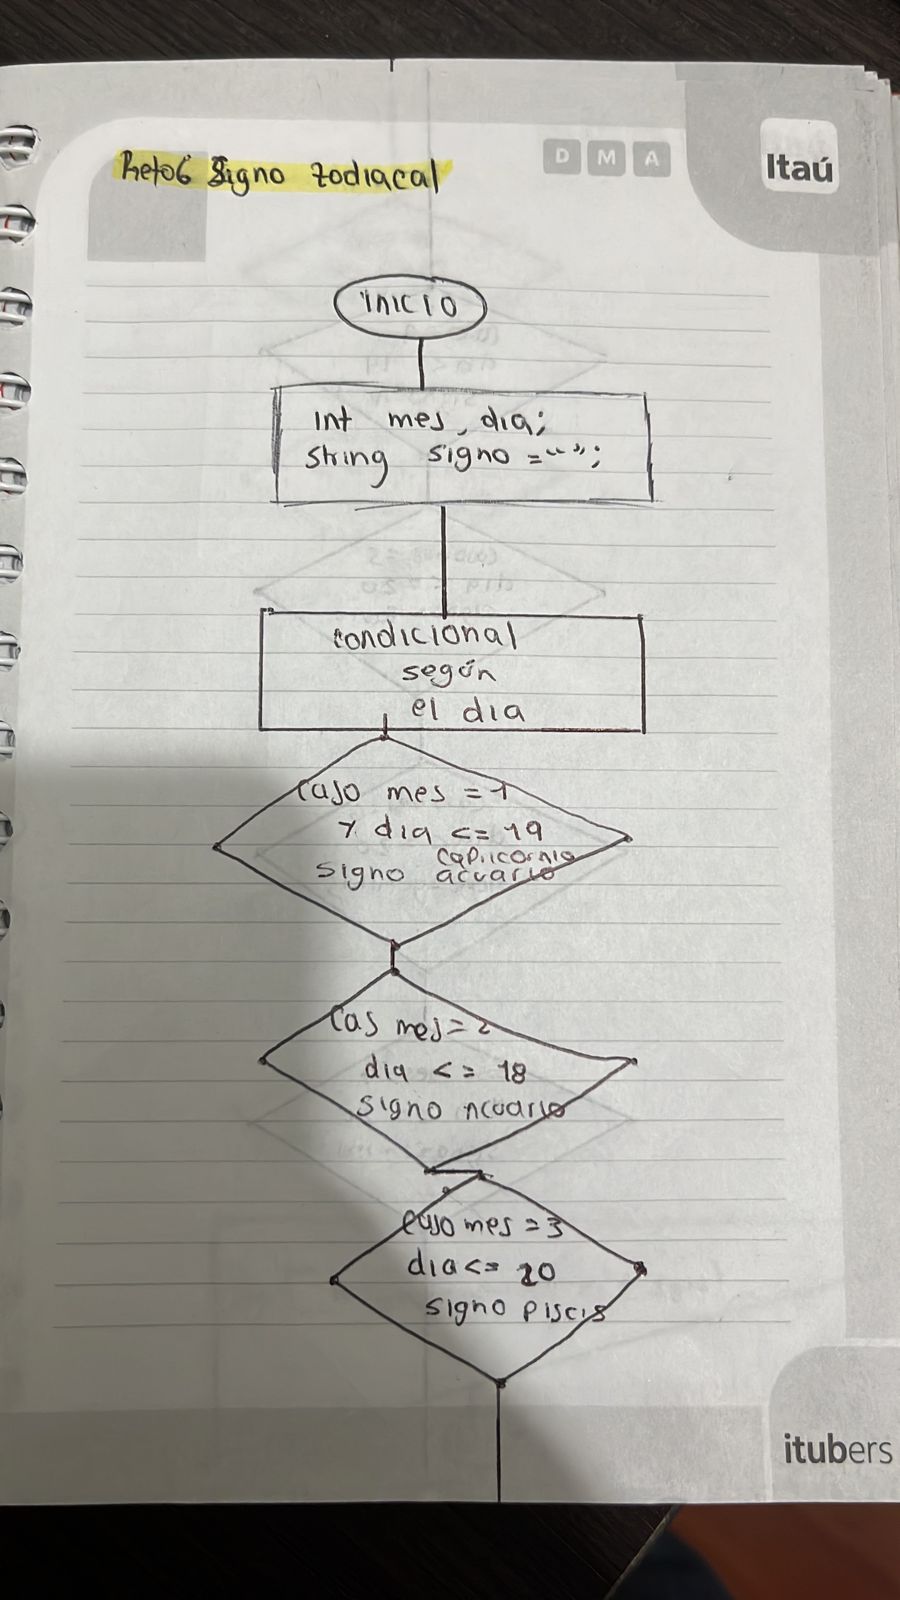 Reto6 Signo Zodiacal
D M A
Itaú
INICIO
Int mes, dia;
String signo = "";
condicional
según
el dia
Caso mes = 1
y dia <= 19
capricornio
signo acuario
Cas mes = 2
dia <= 18
signo Acuario
Caso mes = 3
dia <= 20
signo piscis
itubers